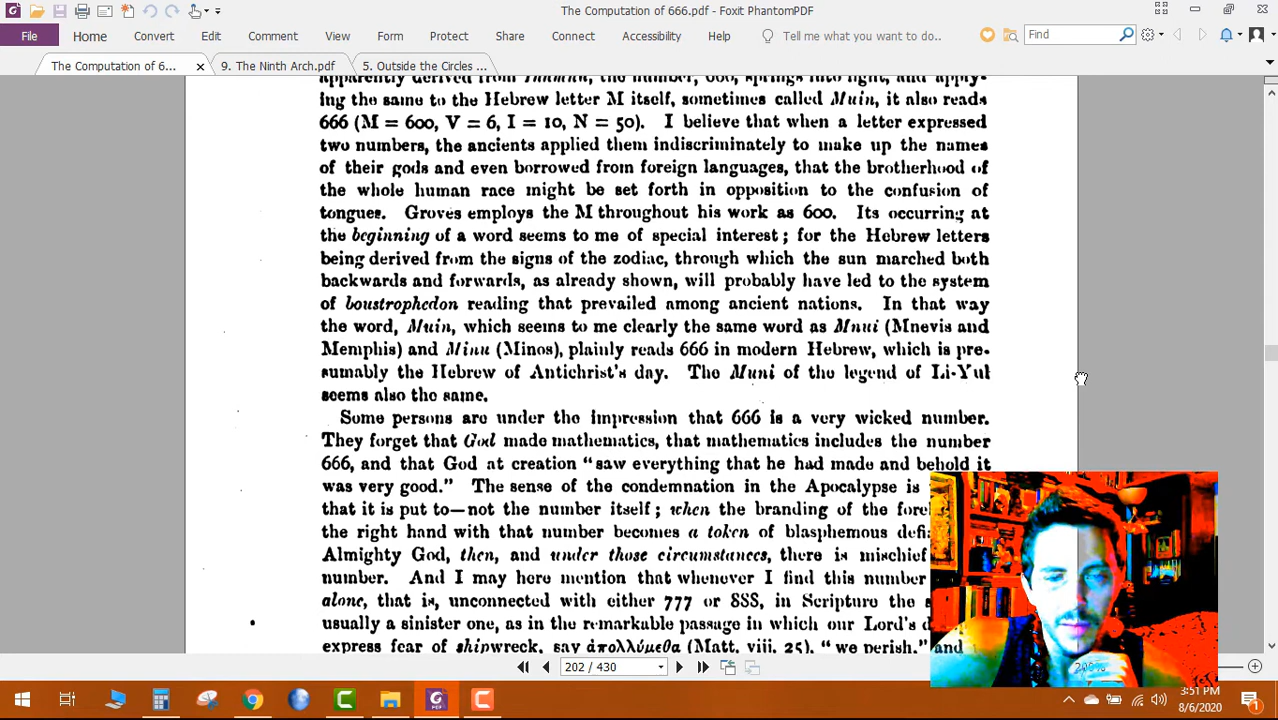 The Computation of 666.pdf - Foxit PhantomPDF
File Home Convert Edit Comment View Form Protect Share Connect Accessibility Help Tell me what you want to do.. Find
The Computation of 6... 9. The Ninth Arch.pdf 5. Outside the Circles ...
apparently derived from the number, 666, springs into light, and apply-
ing the same to the Hebrew letter M itself, sometimes called Muin, it also reads
666 (M = 600, V = 6, I = 10, N = 50). I believe that when a letter expressed
two numbers, the ancients applied them indiscriminately to make up the names
of their gods and even borrowed from foreign languages, that the brotherhood of
the whole human race might be set forth in opposition to the confusion of
tongues. Groves employs the M throughout his work as 600. Its occurring at
the beginning of a word seems to me of special interest; for the Hebrew letters
being derived from the signs of the zodiac, through which the sun marched both
backwards and forwards, as already shown, will probably have led to the system
of boustrophedon reading that prevailed among ancient nations. In that way
the word, Muin, which seems to me clearly the same word as Mnui (Mnevis and
Memphis) and Minu (Minos), plainly reads 666 in modern Hebrew, which is pre-
sumably the Hebrew of Antichrist's day. The Muni of the legend of Li-Yul
seems also the same.
Some persons are under the impression that 666 is a very wicked number.
They forget that God made mathematics, that mathematics includes the number
666, and that God at creation "saw everything that he had made and behold it
was very good." The sense of the condemnation in the Apocalypse is
that it is put to—not the number itself; when the branding of the fore
the right hand with that number becomes a token of blasphemous defi
Almighty God, then, and under those circumstances, there is mischief
number. And I may here mention that whenever I find this number
alone, that is, unconnected with either 777 or 888, in Scripture the s
usually a sinister one, as in the remarkable passage in which our Lord's d
express fear of shipwreck, say ἀπολλύμεθα (Matt. viii. 25), "we perish," and
202 / 430
200%
3:51 PM
8/6/2020